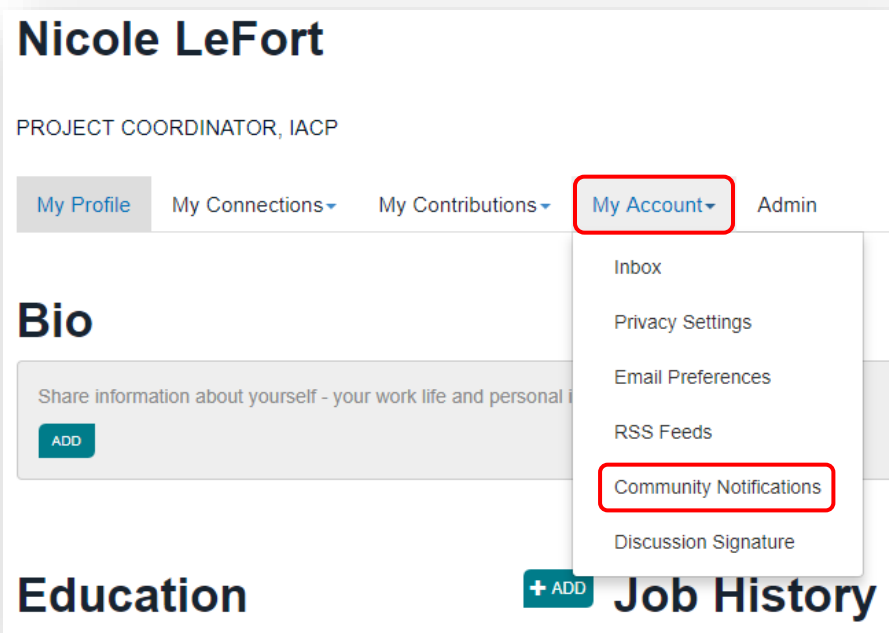 Nicole LeFort
PROJECT COORDINATOR, IACP
My Profile My Connections My Contributions My Account Admin
Inbox
Privacy Settings
Email Preferences
RSS Feeds
Community Notifications
Discussion Signature
Bio
Share information about yourself - your work life and personal i
ADD
Education
+ ADD
Job History